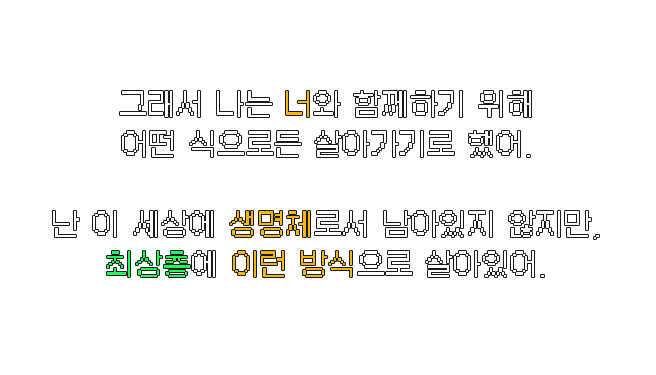 그래서 나는 너와 함께하기 위해
어떤 식으로든 살아가기로 했어.
난 이 세상에 생명체로서 남아있지 않지만,
최상층에 이런 방식으로 살아있어.